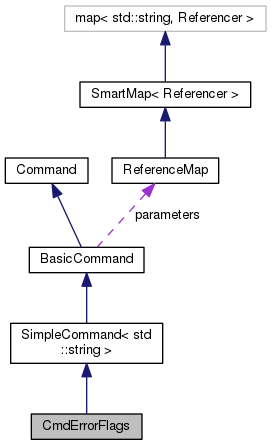 map< std::string, Referencer >
SmartMap< Referencer >
Command
ReferenceMap
parameters
BasicCommand
SimpleCommand< std
::string >
CmdErrorFlags